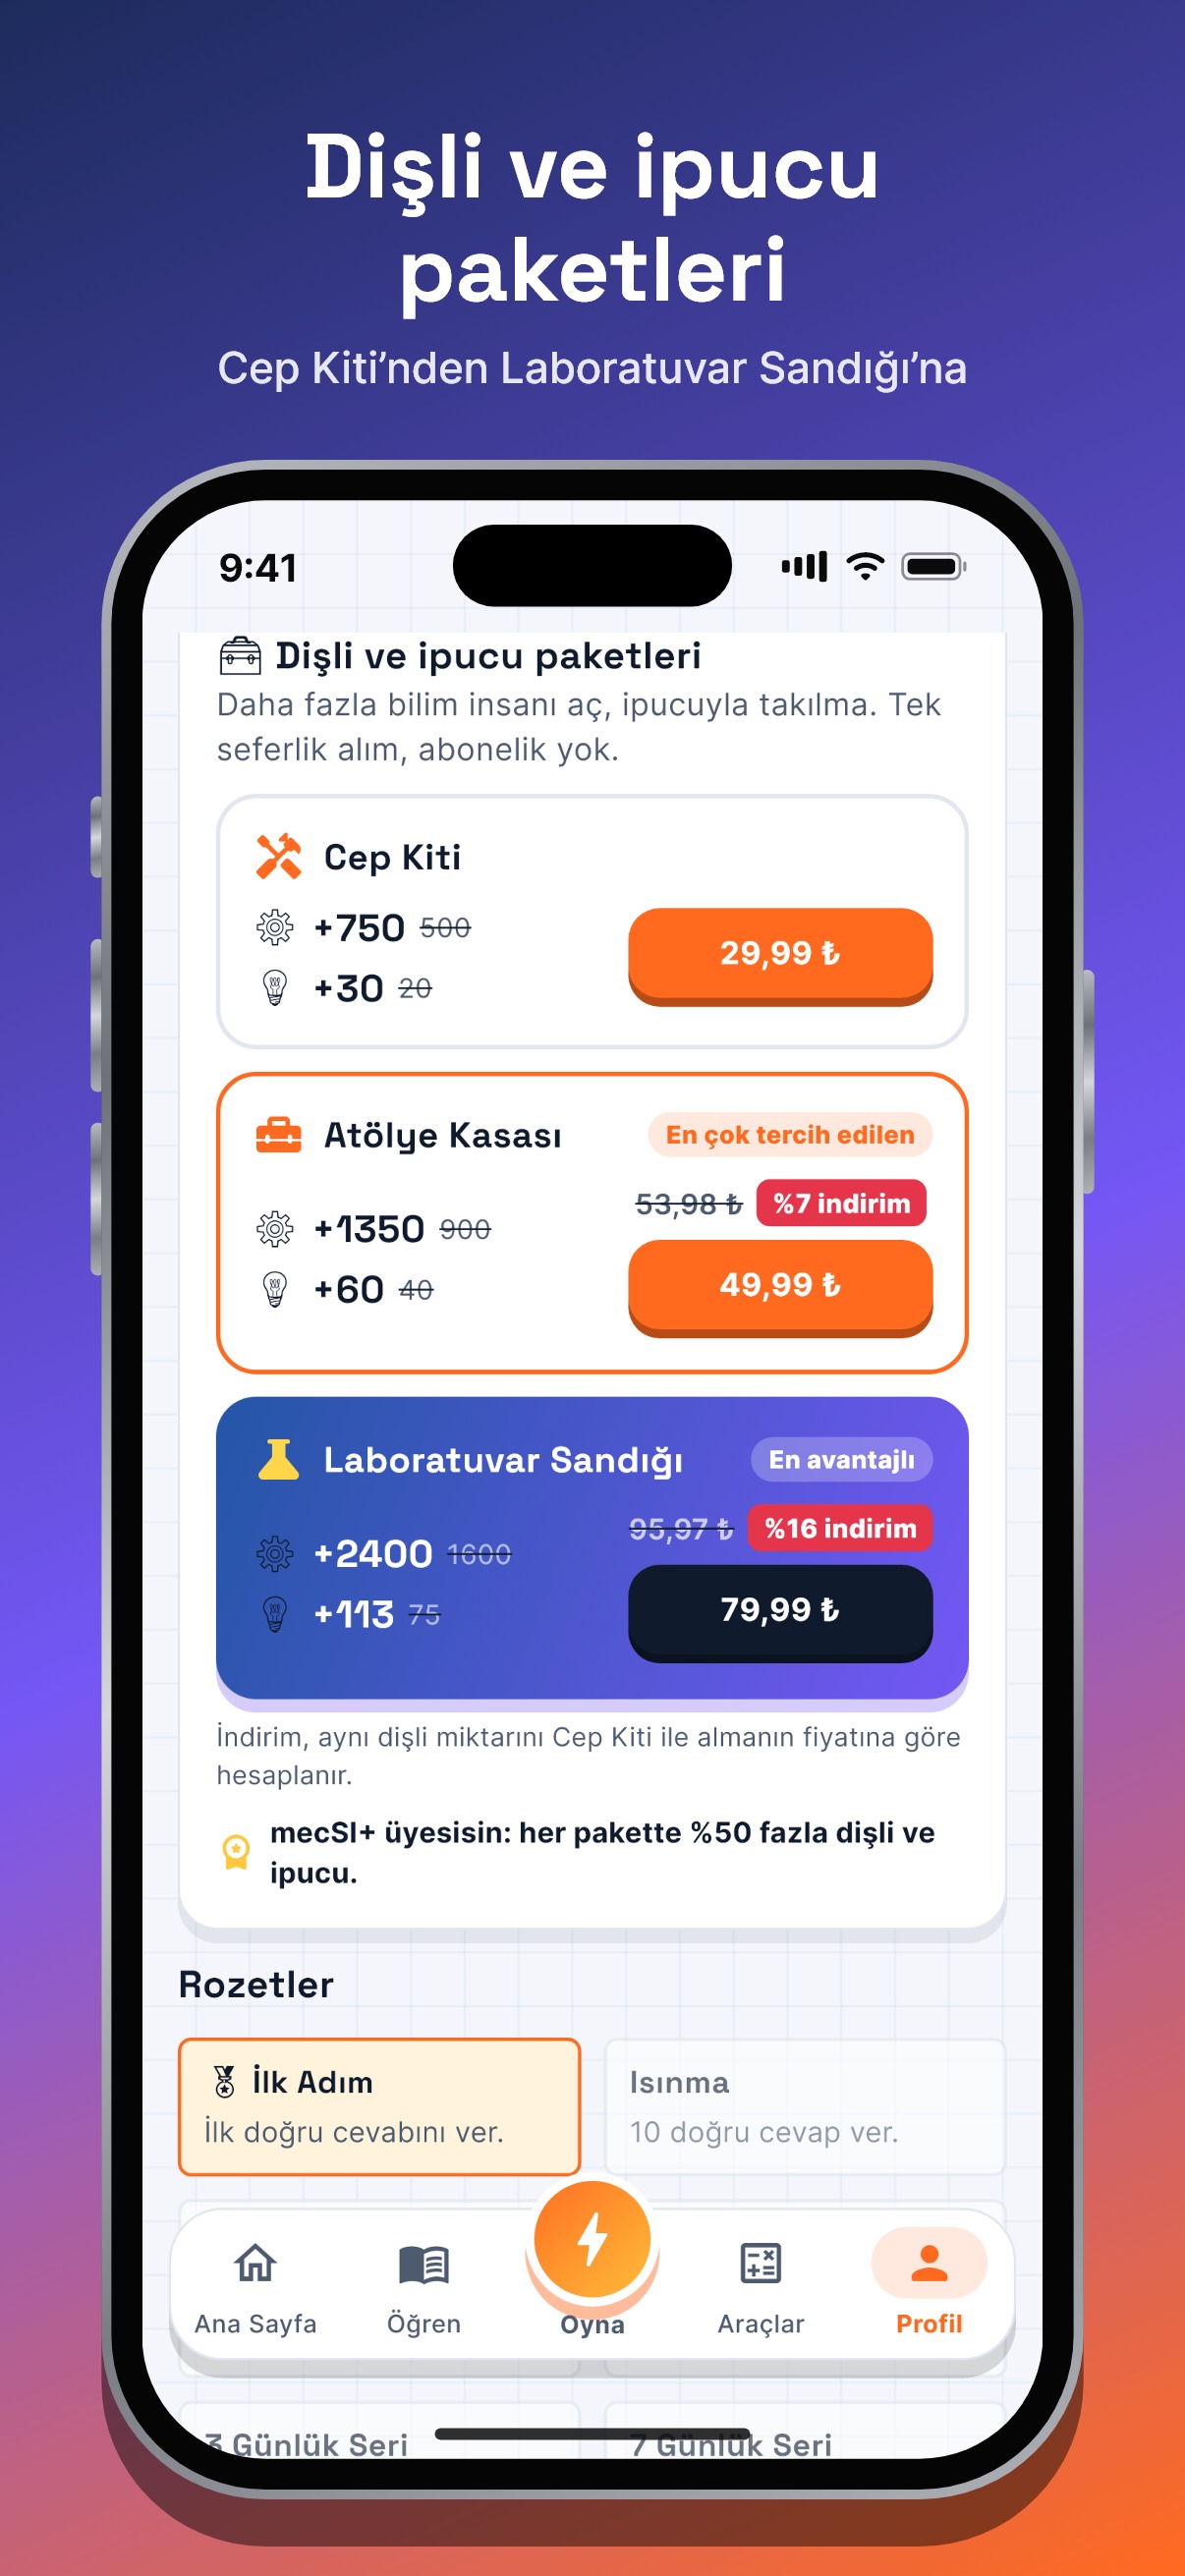 Dişli ve ipucu
paketleri
Cep Kiti’nden Laboratuvar Sandığı’na
9:41
Dişli ve ipucu paketleri
Daha fazla bilim insanı aç, ipucuyla takılma. Tek
seferlik alım, abonelik yok.
Cep Kiti
+750 500
+30 20
29,99 ₺
Atölye Kasası
En çok tercih edilen
53,98 ₺ %7 indirim
+1350 900
+60 40
49,99 ₺
Laboratuvar Sandığı
En avantajlı
95,97 ₺ %16 indirim
+2400 1600
+113 75
79,99 ₺
İndirim, aynı dişli miktarını Cep Kiti ile almanın fiyatına göre
hesaplanır.
mecSI+ üyesisin: her pakette %50 fazla dişli ve
ipucu.
Rozetler
İlk Adım
İlk doğru cevabını ver.
Isınma
10 doğru cevap ver.
Ana Sayfa
Öğren
Oyna
Araçlar
Profil
3 Günlük Seri
7 Günlük Seri